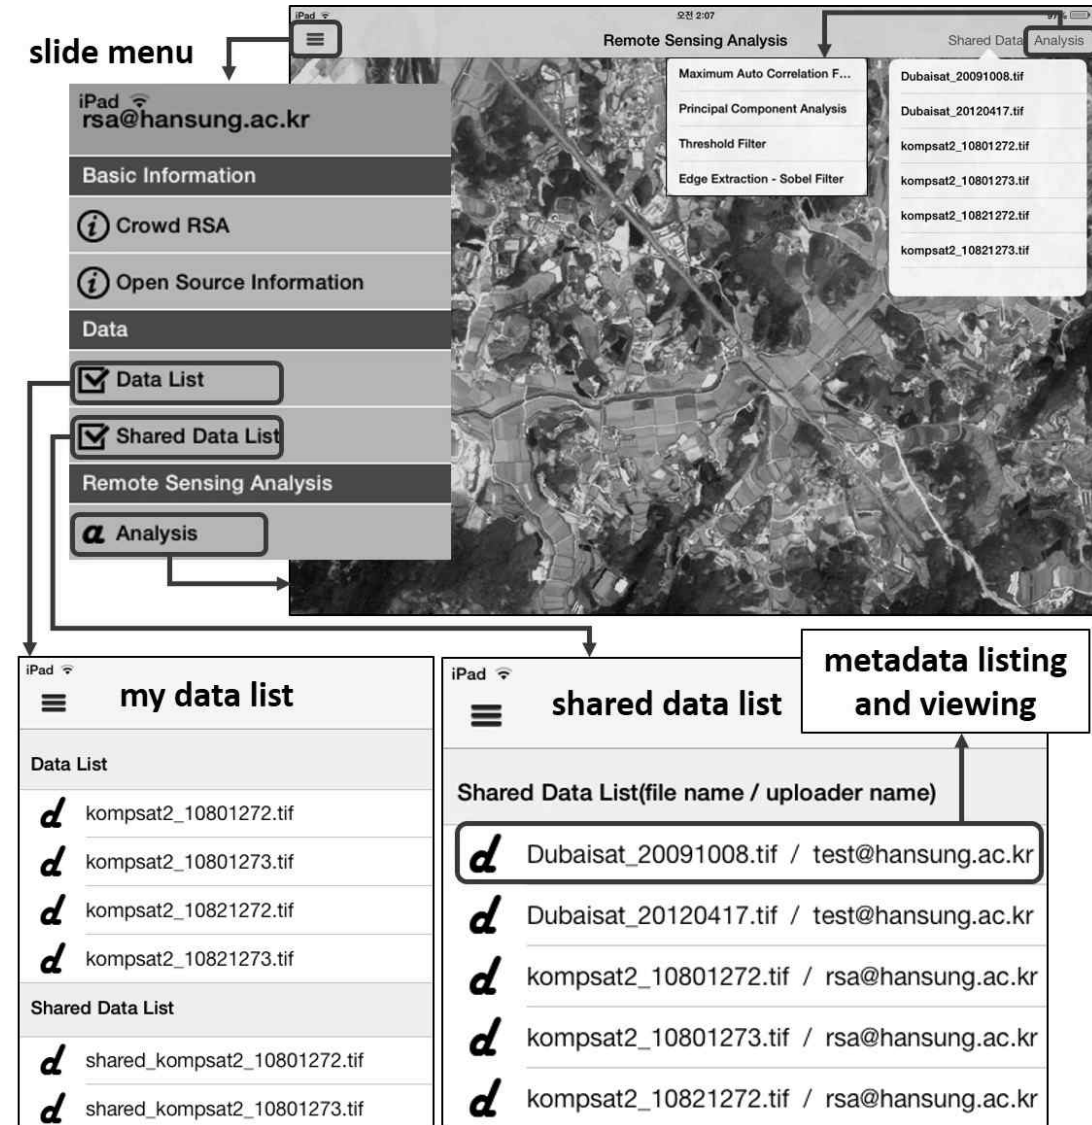 iPad
오전 2:07
97%
slide menu
Remote Sensing Analysis
Shared Data
Analysis
Maximum Auto Correlation F...
Principal Component Analysis
Threshold Filter
Edge Extraction - Sobel Filter
Dubaisat_20091008.tif
Dubaisat_20120417.tif
kompsat2_10801272.tif
kompsat2_10801273.tif
kompsat2_10821272.tif
kompsat2_10821273.tif
iPad
rsa@hansung.ac.kr
Basic Information
Crowd RSA
Open Source Information
Data
Data List
Shared Data List
Remote Sensing Analysis
Analysis
iPad
my data list
Data List
kompsat2_10801272.tif
kompsat2_10801273.tif
kompsat2_10821272.tif
kompsat2_10821273.tif
Shared Data List
shared_kompsat2_10801272.tif
shared_kompsat2_10801273.tif
iPad
shared data list
metadata listing
and viewing
Shared Data List(file name / uploader name)
Dubaisat_20091008.tif / test@hansung.ac.kr
Dubaisat_20120417.tif / test@hansung.ac.kr
kompsat2_10801272.tif / rsa@hansung.ac.kr
kompsat2_10801273.tif / rsa@hansung.ac.kr
kompsat2_10821272.tif / rsa@hansung.ac.kr